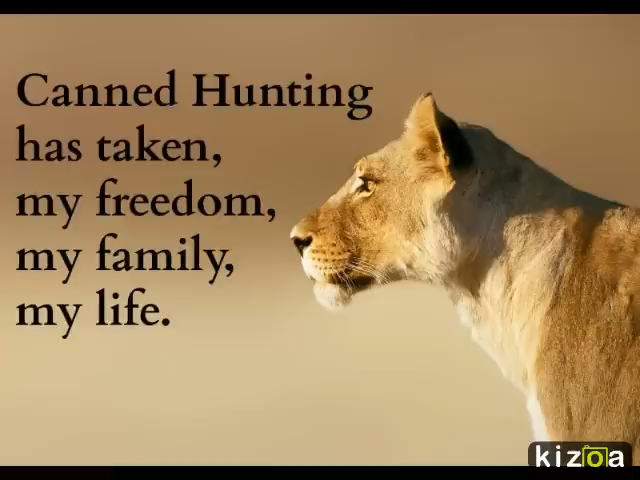 Canned Hunting
has taken,
my freedom,
my family,
my life.
kizoa